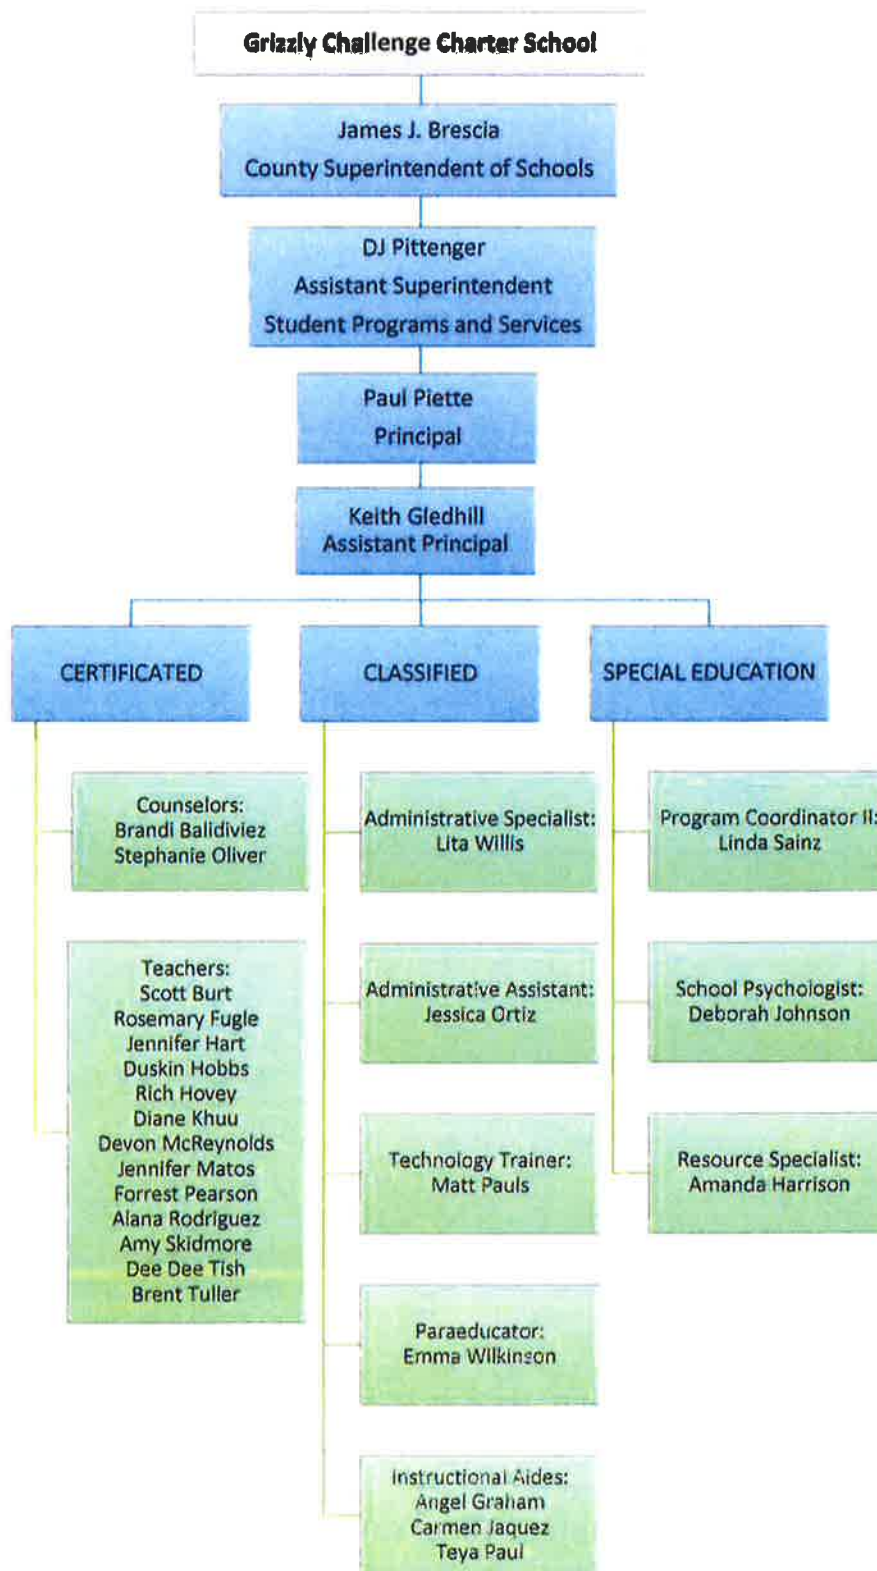 Grizzly Challenge Charter School
James J. Brescia
County Superintendent of Schools
DJ Pittenger
Assistant Superintendent
Student Programs and Services
Paul Piette
Principal
Keith Gledhill
Assistant Principal
CERTIFICATED
CLASSIFIED
SPECIAL EDUCATION
Counselors:
Brandi Balidiviez
Stephanie Oliver
Teachers:
Scott Burt
Rosemary Fugle
Jennifer Hart
Duskin Hobbs
Rich Hovey
Diane Khuu
Devon McReynolds
Jennifer Matos
Forrest Pearson
Alana Rodriguez
Amy Skidmore
Dee Dee Tish
Brent Tuller
Administrative Specialist:
Lita Willis
Administrative Assistant:
Jessica Ortiz
Technology Trainer:
Matt Pauls
Paraeducator:
Emma Wilkinson
Instructional Aides:
Angel Graham
Carmen Jaquez
Teya Paul
Program Coordinator II:
Linda Sainz
School Psychologist:
Deborah Johnson
Resource Specialist:
Amanda Harrison